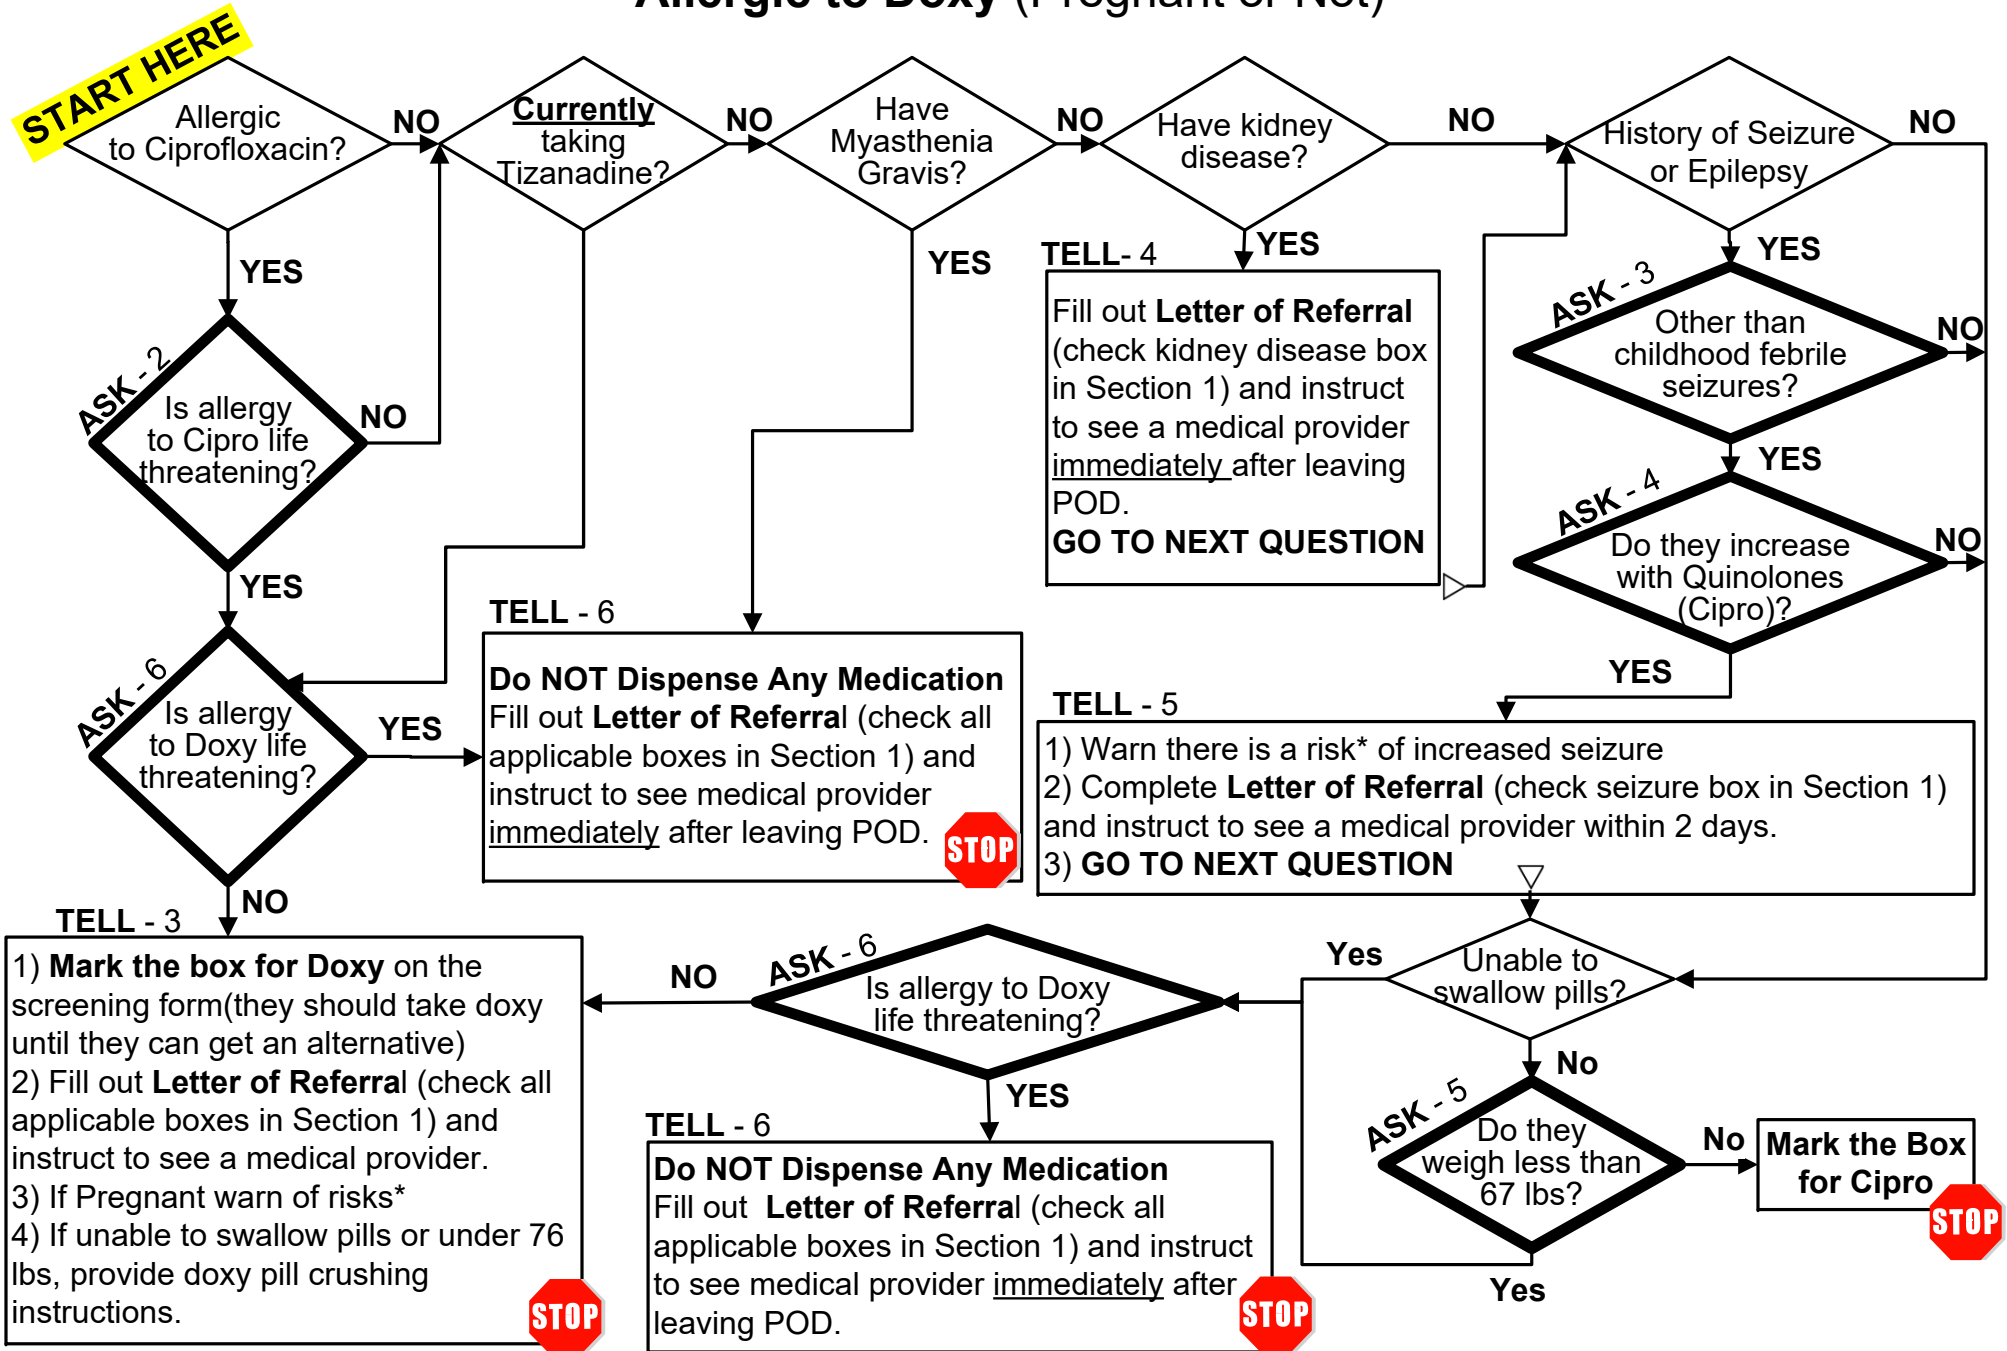 Allergic to Doxy (Pregnant or Not)
START HERE
Allergic
to Ciprofloxacin?
NO
YES
Currently
taking
Tizanadine?
NO
Have
Myasthenia
Gravis?
NO
YES
Have kidney
disease?
NO
YES
History of Seizure
or Epilepsy
NO
YES
ASK - 2
Is allergy
to Cipro life
threatening?
NO
YES
TELL- 4
Fill out Letter of Referral
(check kidney disease box
in Section 1) and instruct
to see a medical provider
immediately after leaving
POD.
GO TO NEXT QUESTION
ASK - 3
Other than
childhood febrile
seizures?
NO
YES
ASK - 4
Do they increase
with Quinolones
(Cipro)?
NO
YES
ASK - 6
Is allergy
to Doxy life
threatening?
YES
NO
TELL - 6
Do NOT Dispense Any Medication
Fill out Letter of Referral (check all
applicable boxes in Section 1) and
instruct to see medical provider
immediately after leaving POD.
STOP
TELL - 5
1) Warn there is a risk* of increased seizure
2) Complete Letter of Referral (check seizure box in Section 1)
and instruct to see a medical provider within 2 days.
3) GO TO NEXT QUESTION
TELL - 3
1) Mark the box for Doxy on the
screening form(they should take doxy
until they can get an alternative)
2) Fill out Letter of Referral (check all
applicable boxes in Section 1) and
instruct to see a medical provider.
3) If Pregnant warn of risks*
4) If unable to swallow pills or under 76
lbs, provide doxy pill crushing
instructions.
STOP
NO
ASK - 6
Is allergy to Doxy
life threatening?
YES
Yes
Unable to
swallow pills?
No
TELL - 6
Do NOT Dispense Any Medication
Fill out Letter of Referral (check all
applicable boxes in Section 1) and instruct
to see medical provider immediately after
leaving POD.
STOP
ASK - 5
Do they
weigh less than
67 lbs?
No
Yes
Mark the Box
for Cipro
STOP